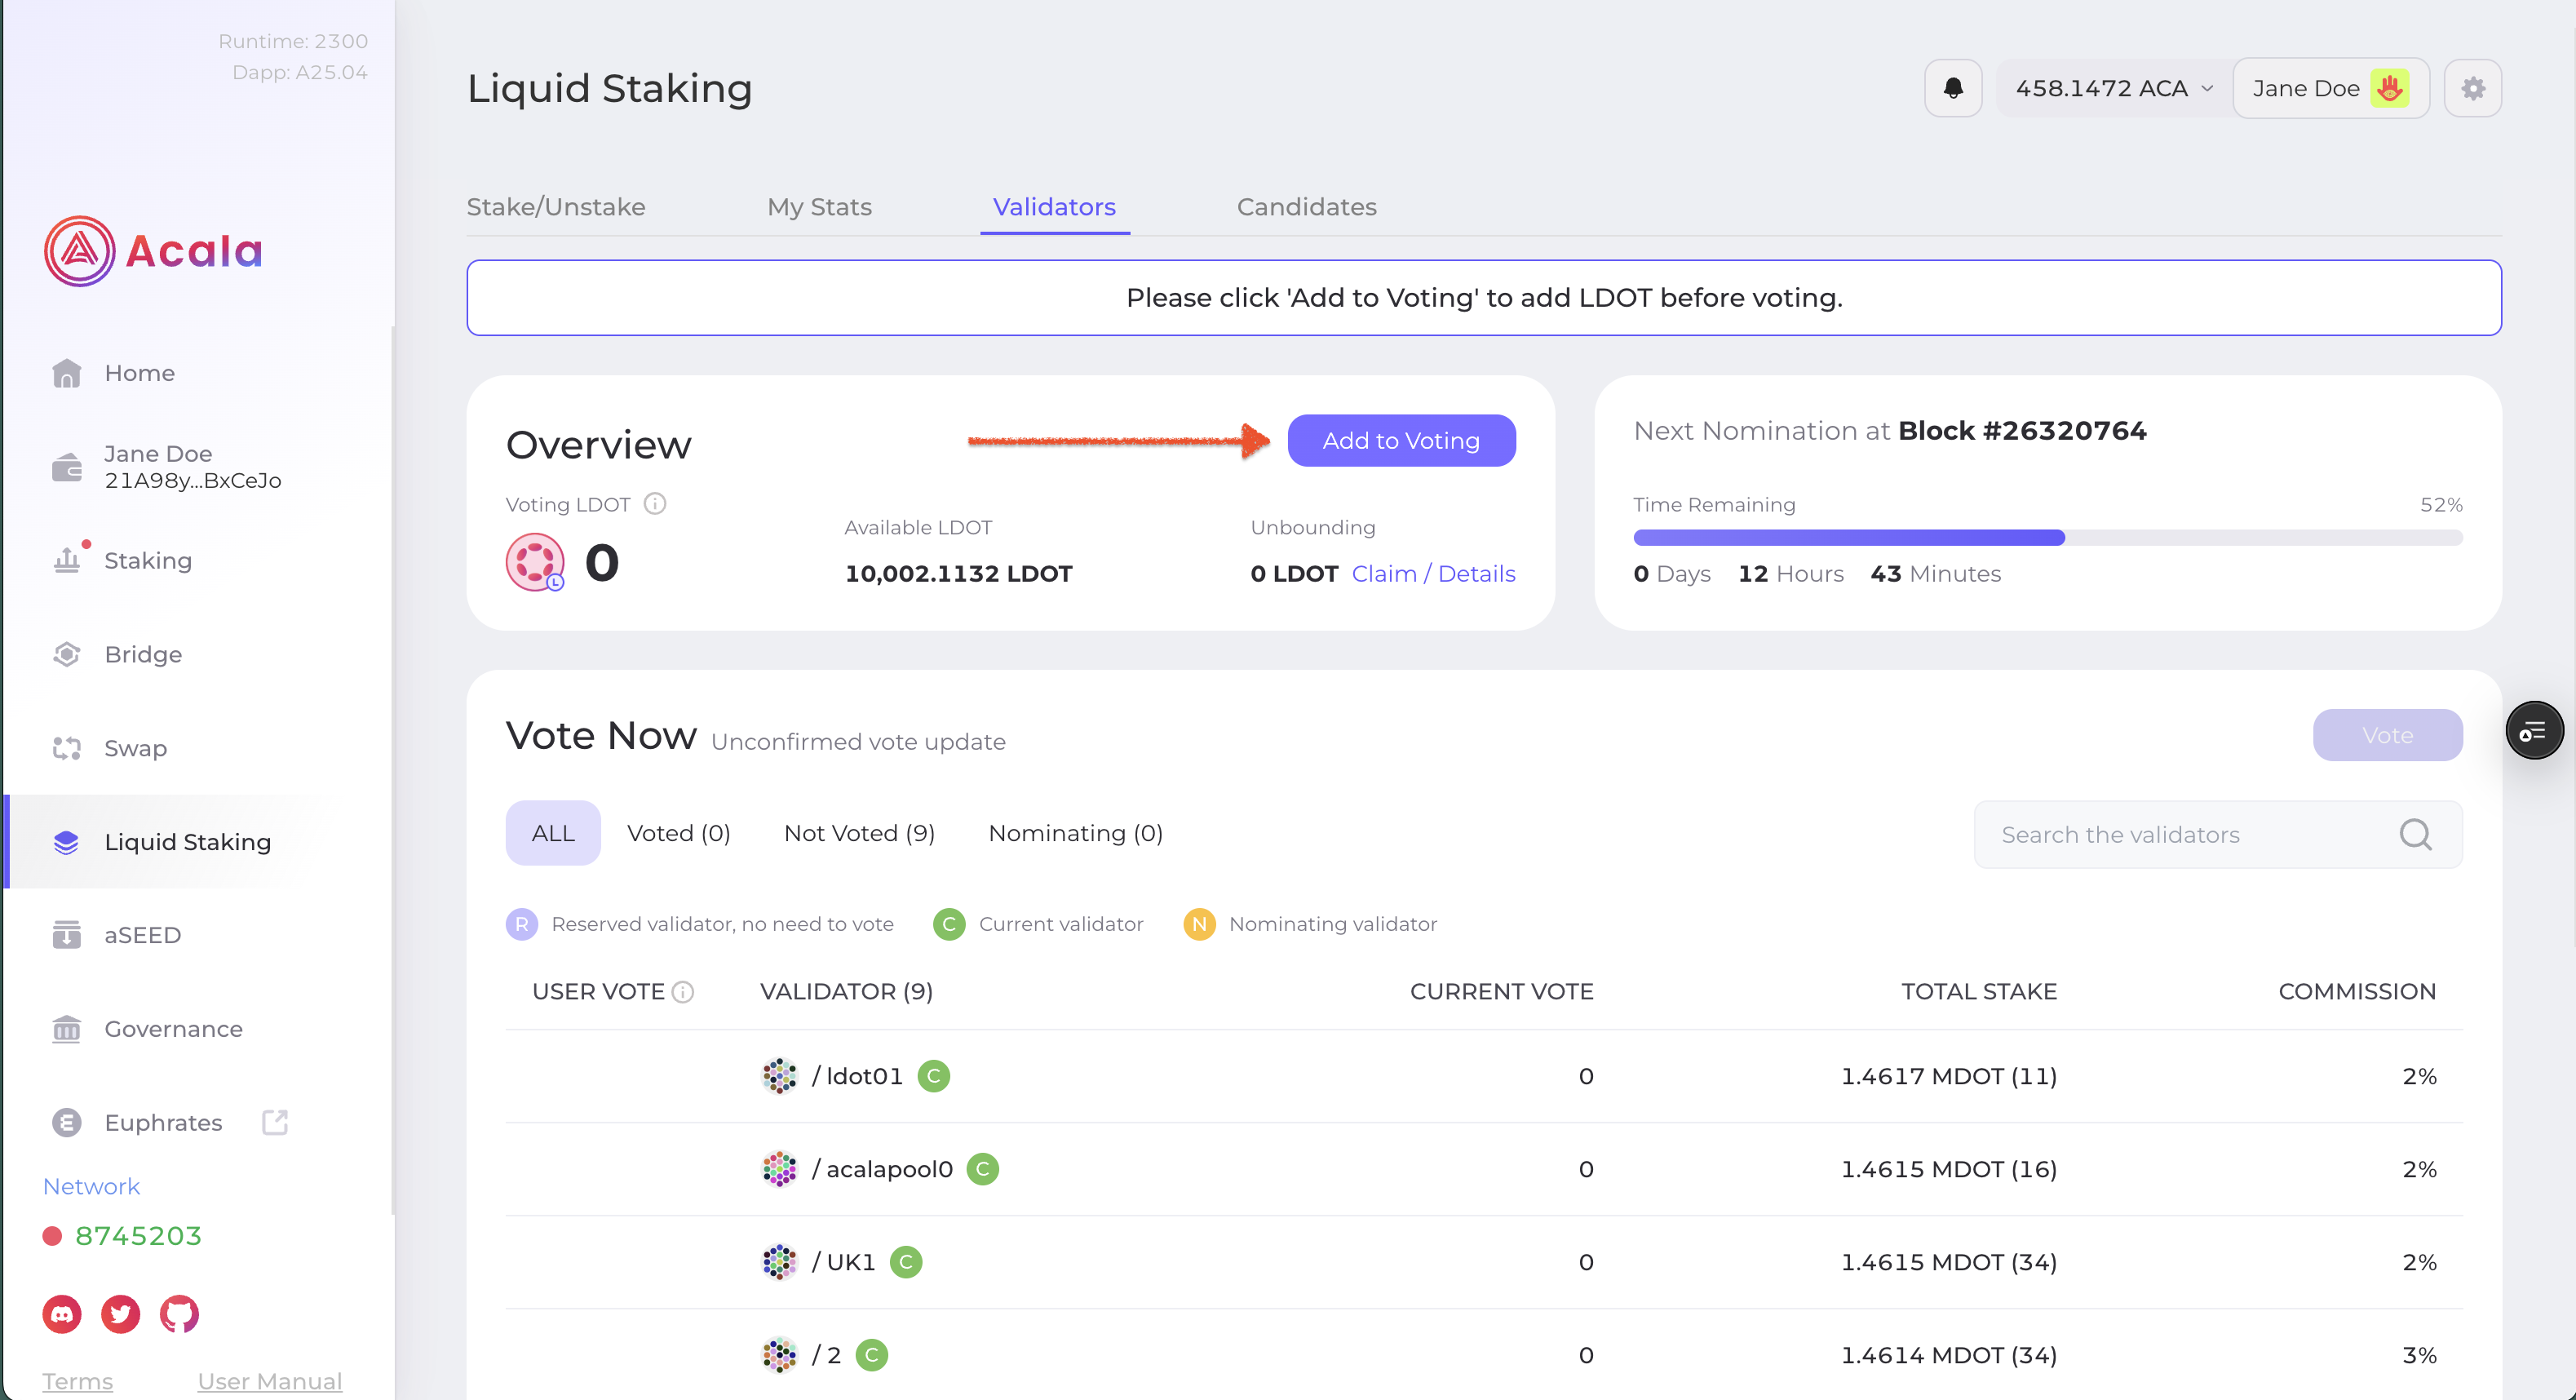 Runtime: 2300
Dapp: A25.04
Acala
Home
Jane Doe
21A98y...BxCeJo
Staking
Bridge
Swap
Liquid Staking
aSEED
Governance
Euphrates
Network
8745203
Terms User Manual
Liquid Staking
458.1472 ACA
Jane Doe
Stake/Unstake My Stats Validators Candidates
Please click 'Add to Voting' to add LDOT before voting.
Overview
Add to Voting
Voting LDOT
0
Available LDOT
10,002.1132 LDOT
Unbounding
0 LDOT Claim / Details
Next Nomination at Block #26320764
Time Remaining 52%
0 Days 12 Hours 43 Minutes
Vote Now Unconfirmed vote update
Vote
ALL Voted (0) Not Voted (9) Nominating (0)
Search the validators
R Reserved validator, no need to vote C Current validator N Nominating validator
USER VOTE VALIDATOR (9) CURRENT VOTE TOTAL STAKE COMMISSION
/ ldot01 C 0 1.4617 MDOT (11) 2%
/ acalapool0 C 0 1.4615 MDOT (16) 2%
/ UK1 C 0 1.4615 MDOT (34) 2%
/ 2 C 0 1.4614 MDOT (34) 3%